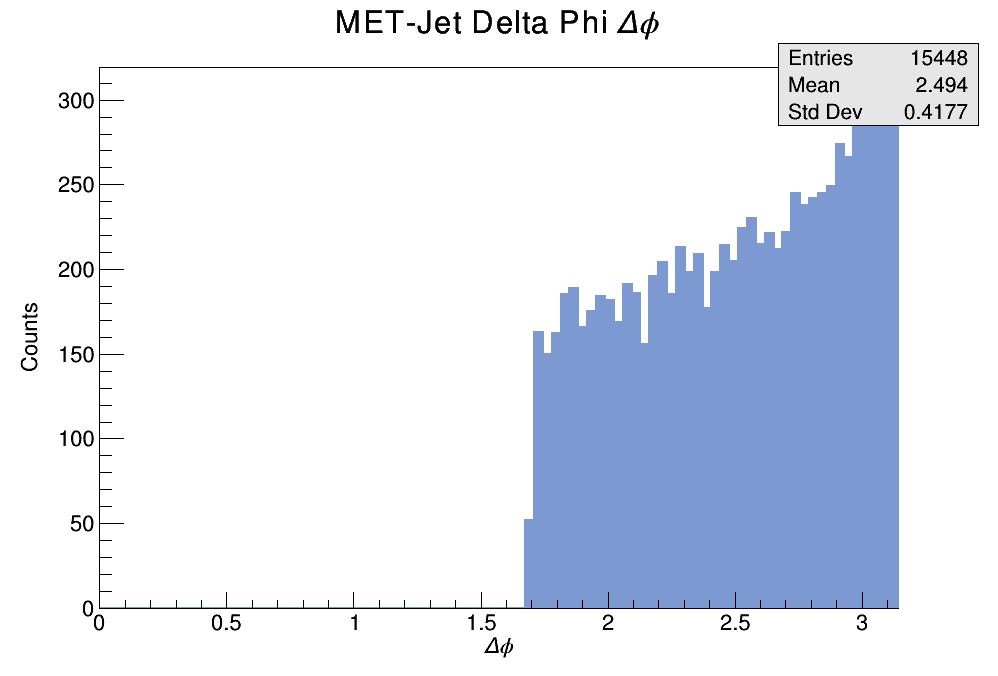 MET-Jet Delta Phi Δϕ
Entries 15448
Mean 2.494
Std Dev 0.4177
300
250
200
150
100
50
0
Counts
0 0.5 1 1.5 2 2.5 3
Δϕ